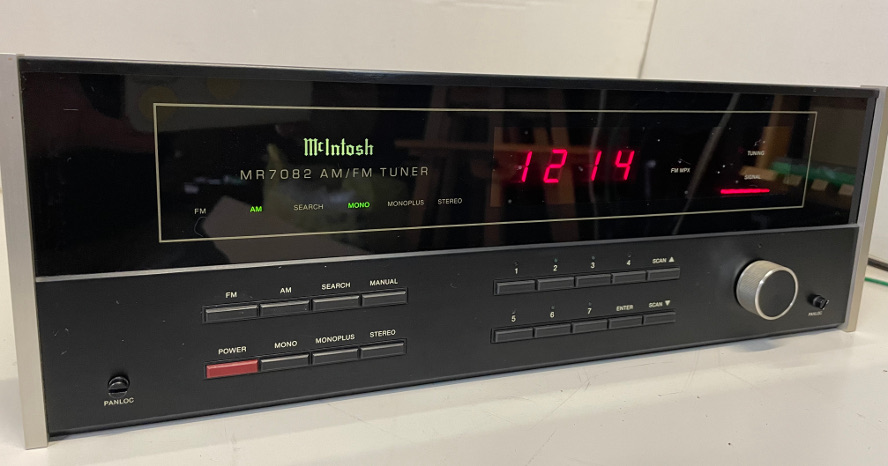 McIntosh
MR7082 AM/FM TUNER
1214
FM MPX
TUNING
SIGNAL
FM AM SEARCH MONO MONOPLUS STEREO
FM AM SEARCH MANUAL
1 2 3 4 SCAN ▲
POWER MONO MONOPLUS STEREO
5 6 7 ENTER SCAN ▼
PANLOC
PANLOC